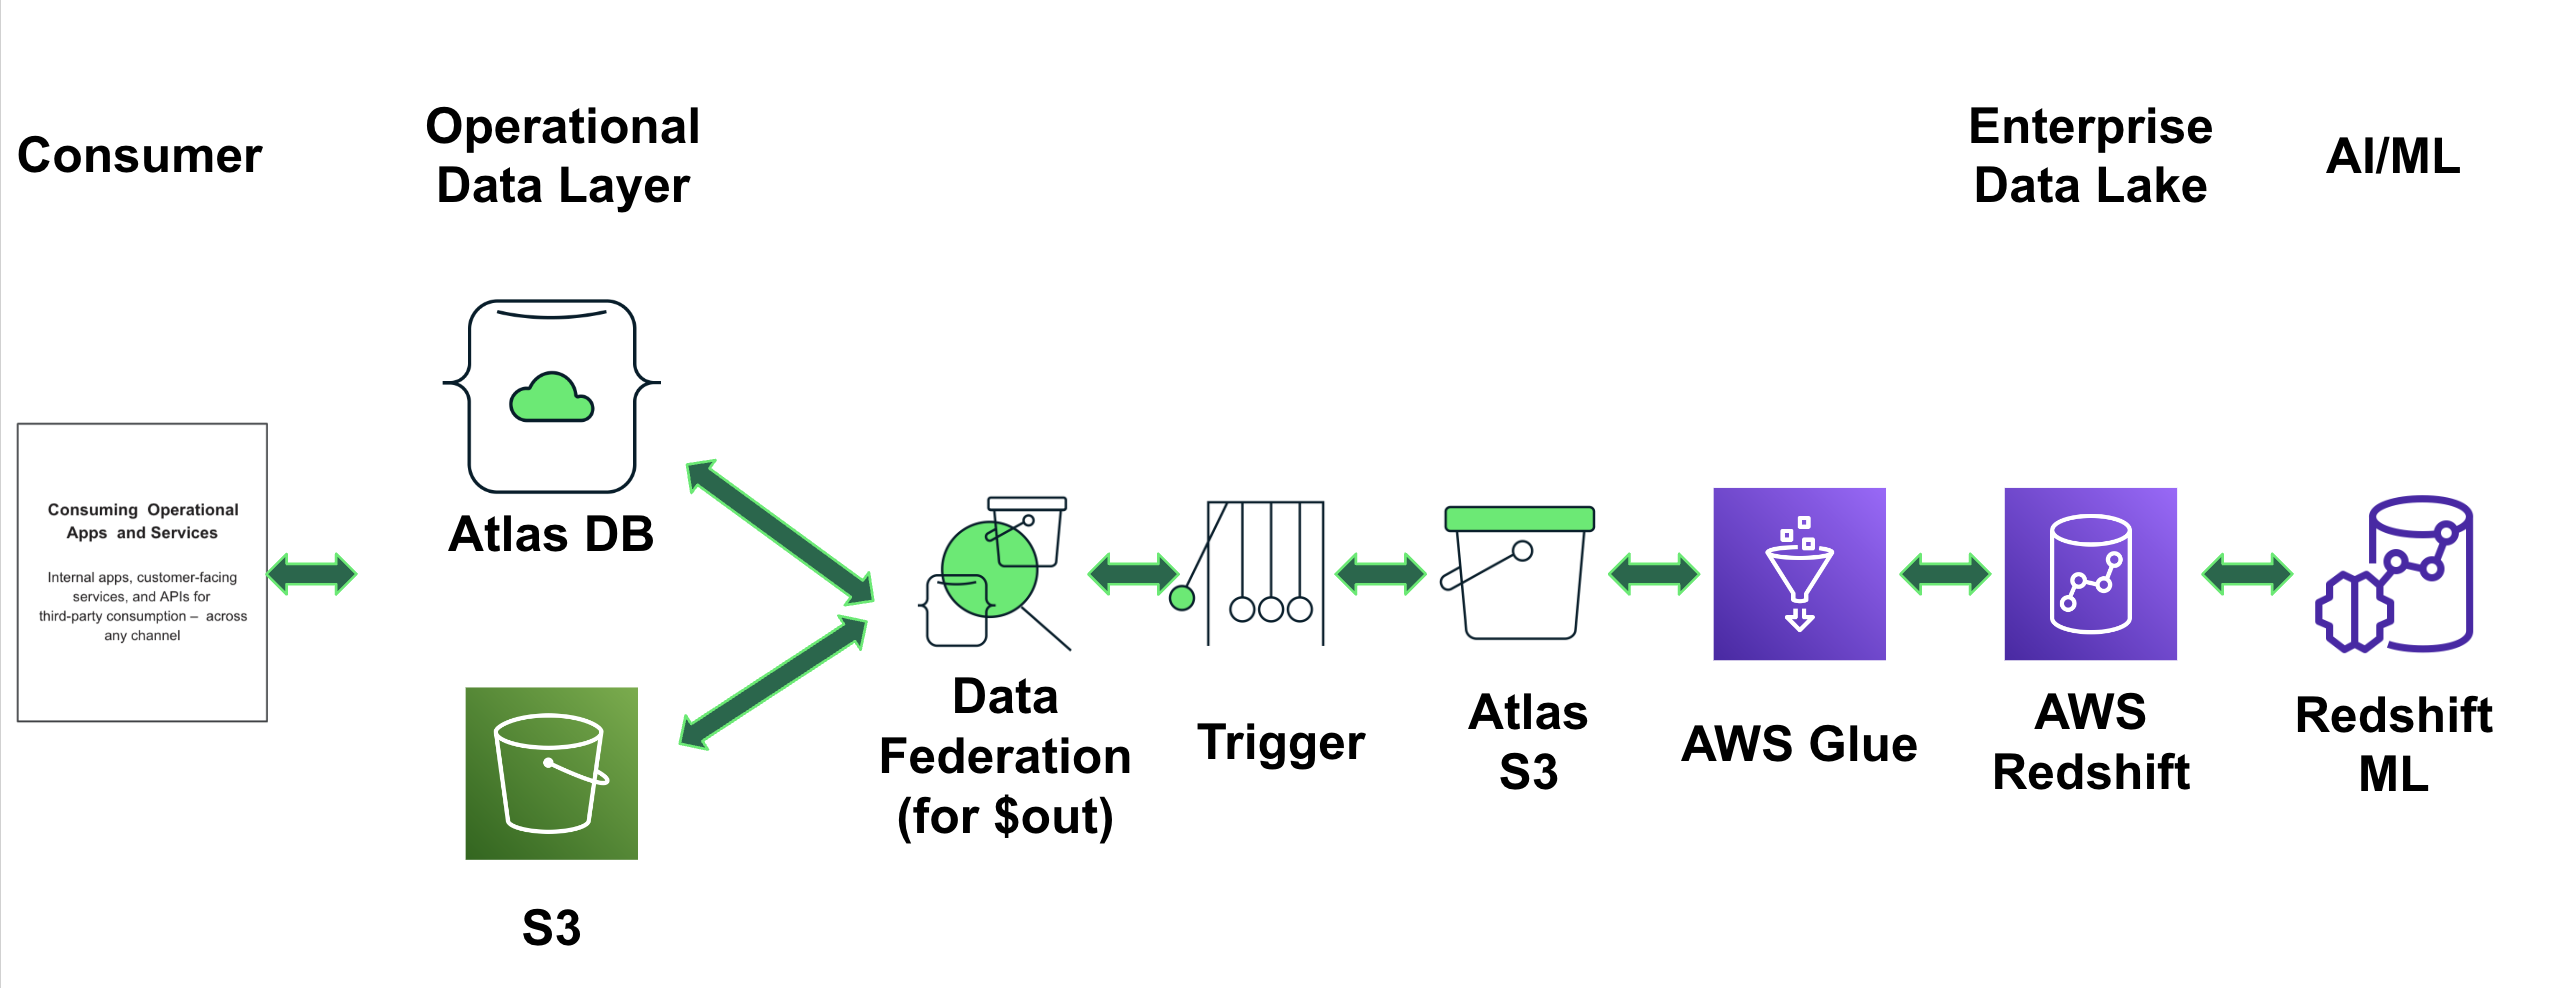 Consumer
Operational
Data Layer
Enterprise
Data Lake
AI/ML
Consuming Operational
Apps and Services
Internal apps, customer-facing
services, and APIs for
third-party consumption – across
any channel
Atlas DB
S3
Data
Federation
(for $out)
Trigger
Atlas
S3
AWS Glue
AWS
Redshift
Redshift
ML